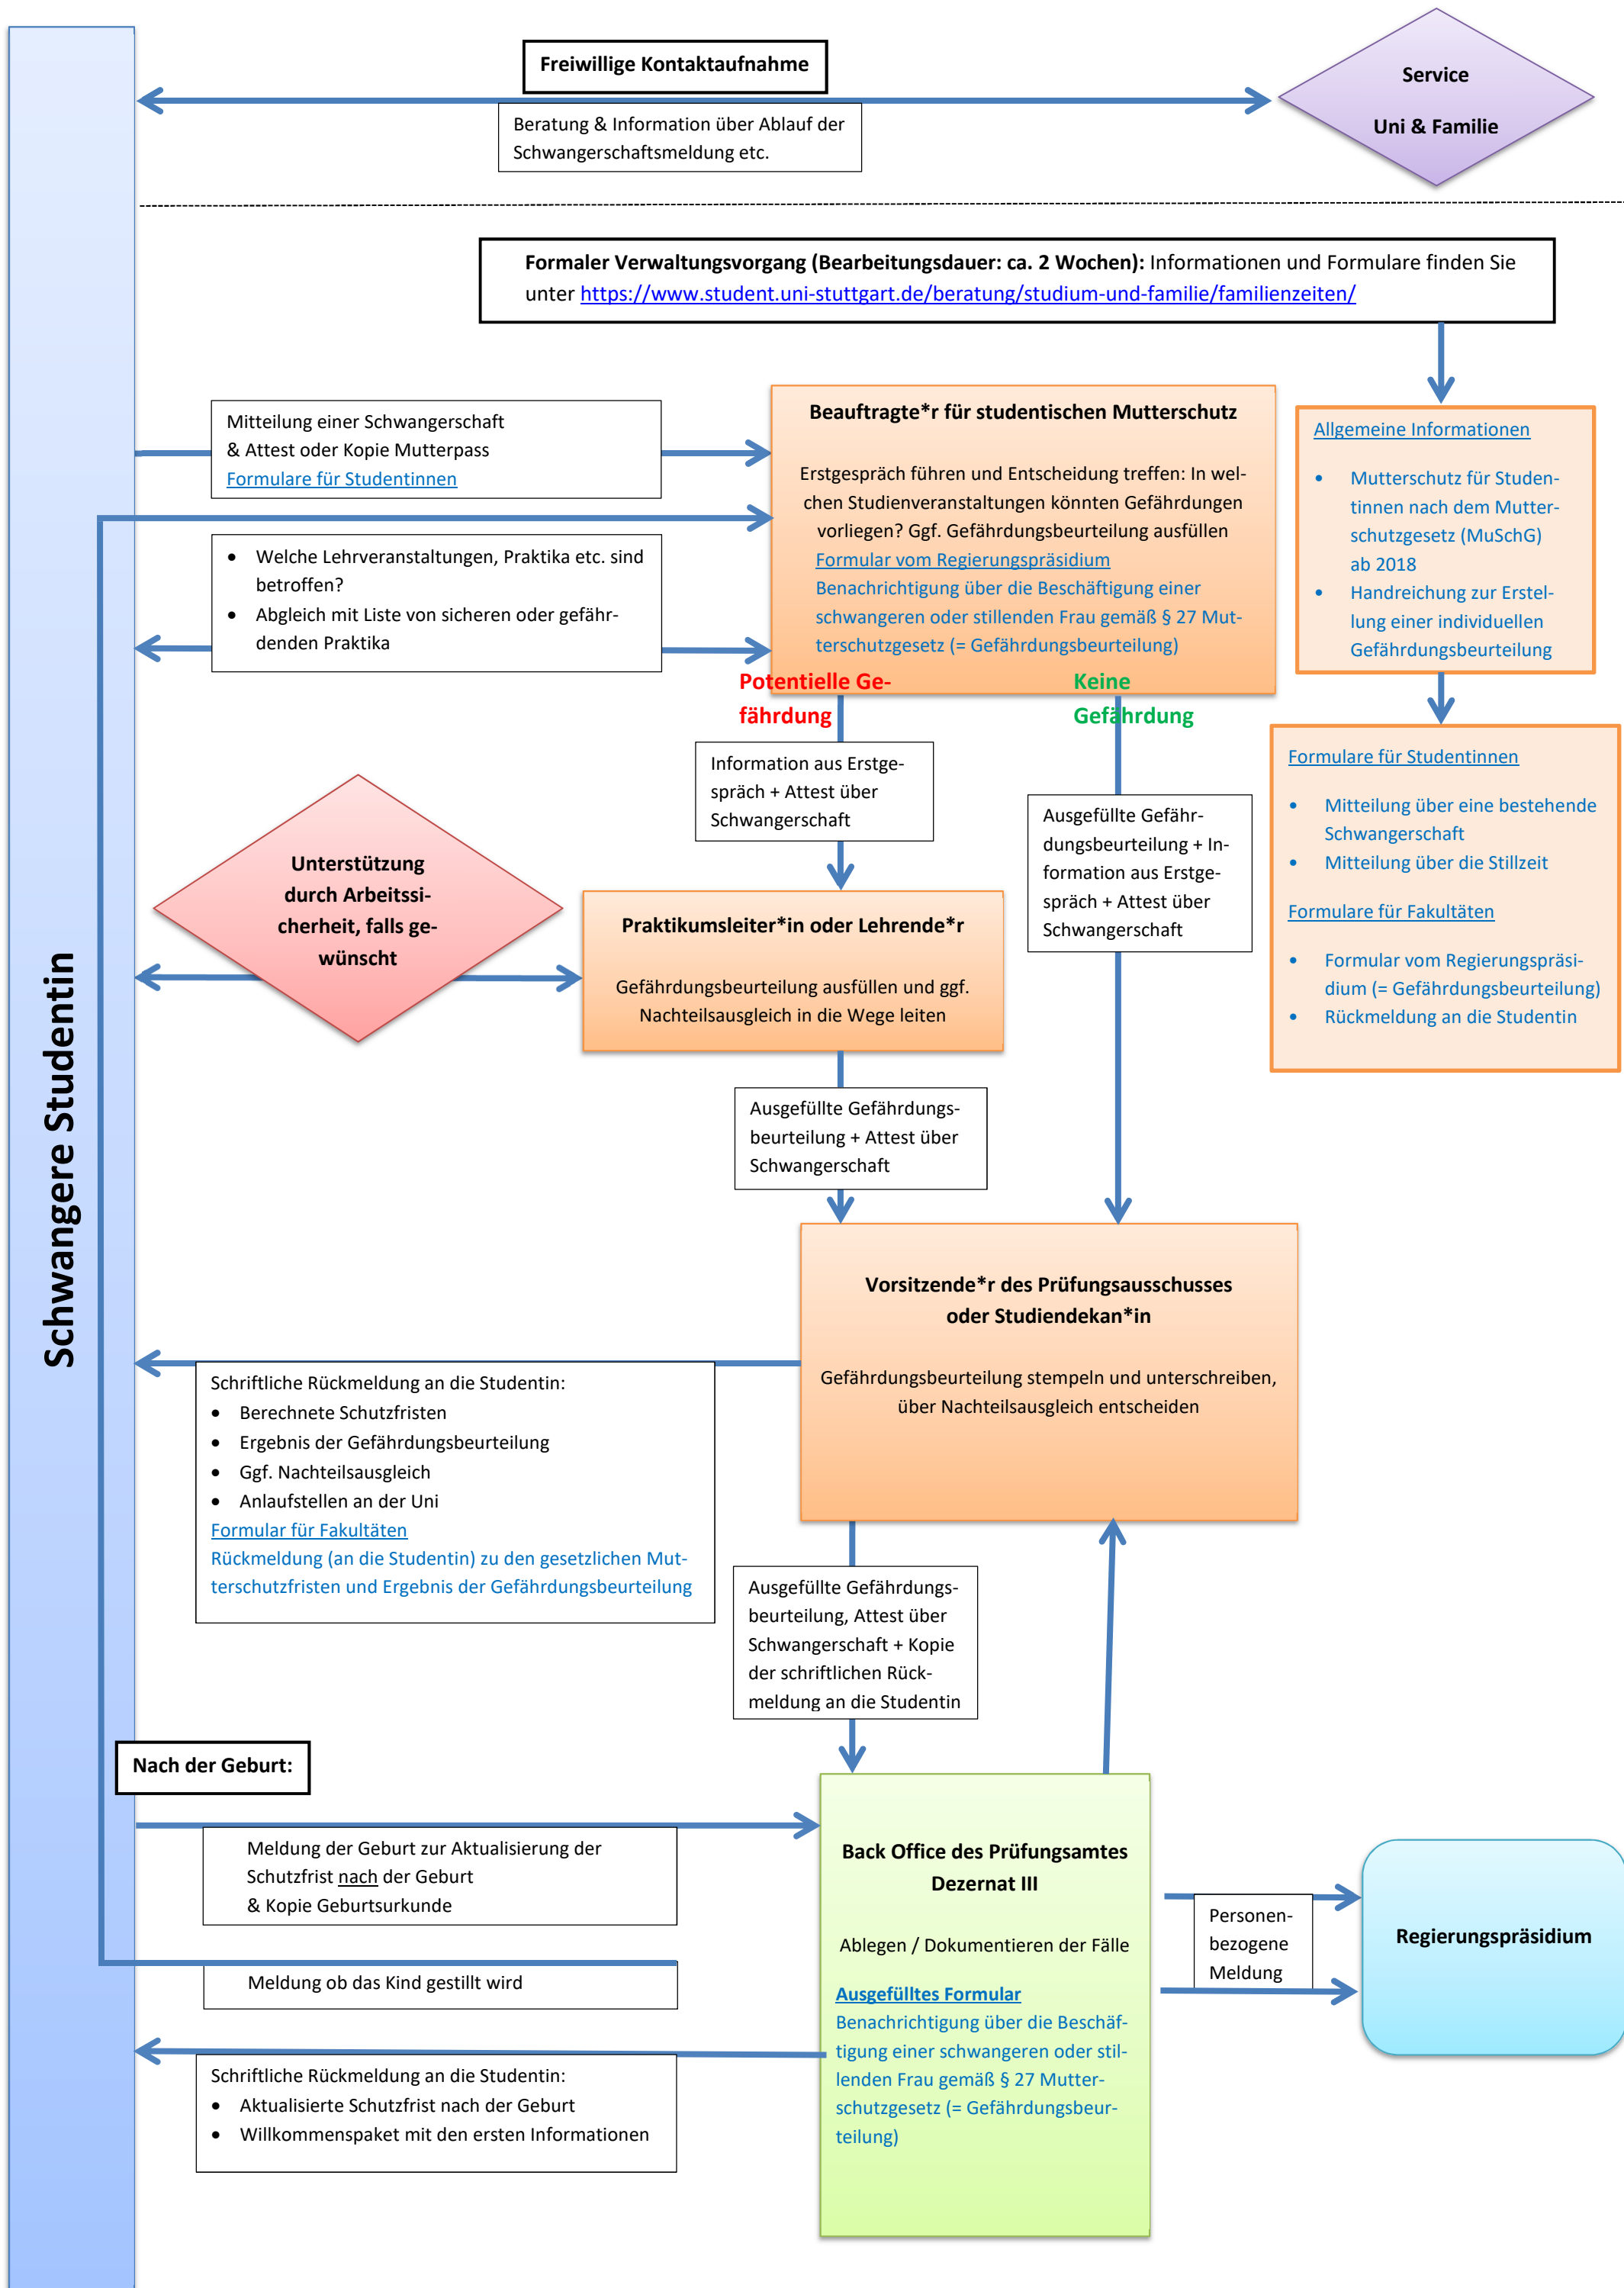 Freiwillige Kontaktaufnahme
Beratung & Information über Ablauf der
Schwangerschaftsmeldung etc.
Service
Uni & Familie
Formaler Verwaltungsvorgang (Bearbeitungsdauer: ca. 2 Wochen): Informationen und Formulare finden Sie
unter https://www.student.uni-stuttgart.de/beratung/studium-und-familie/familienzeiten/
Schwangere Studentin
Mitteilung einer Schwangerschaft
& Attest oder Kopie Mutterpass
Formulare für Studentinnen
• Welche Lehrveranstaltungen, Praktika etc. sind
betroffen?
• Abgleich mit Liste von sicheren oder gefähr-
denden Praktika
Beauftragte*r für studentischen Mutterschutz
Erstgespräch führen und Entscheidung treffen: In wel-
chen Studienveranstaltungen könnten Gefährdungen
vorliegen? Ggf. Gefährdungsbeurteilung ausfüllen
Formular vom Regierungspräsidium
Benachrichtigung über die Beschäftigung einer
schwangeren oder stillenden Frau gemäß § 27 Mut-
terschutzgesetz (= Gefährdungsbeurteilung)
Allgemeine Informationen
• Mutterschutz für Studen-
tinnen nach dem Mutter-
schutzgesetz (MuSchG)
ab 2018
• Handreichung zur Erstel-
lung einer individuellen
Gefährdungsbeurteilung
Potentielle Ge-
fährdung
Keine
Gefährdung
Information aus Erstge-
spräch + Attest über
Schwangerschaft
Ausgefüllte Gefähr-
dungsbeurteilung + In-
formation aus Erstge-
spräch + Attest über
Schwangerschaft
Formulare für Studentinnen
• Mitteilung über eine bestehende
Schwangerschaft
• Mitteilung über die Stillzeit
Formulare für Fakultäten
• Formular vom Regierungspräsi-
dium (= Gefährdungsbeurteilung)
• Rückmeldung an die Studentin
Unterstützung
durch Arbeitssi-
cherheit, falls ge-
wünscht
Praktikumsleiter*in oder Lehrende*r
Gefährdungsbeurteilung ausfüllen und ggf.
Nachteilsausgleich in die Wege leiten
Ausgefüllte Gefährdungs-
beurteilung + Attest über
Schwangerschaft
Vorsitzende*r des Prüfungsausschusses
oder Studiendekan*in
Gefährdungsbeurteilung stempeln und unterschreiben,
über Nachteilsausgleich entscheiden
Schriftliche Rückmeldung an die Studentin:
• Berechnete Schutzfristen
• Ergebnis der Gefährdungsbeurteilung
• Ggf. Nachteilsausgleich
• Anlaufstellen an der Uni
Formular für Fakultäten
Rückmeldung (an die Studentin) zu den gesetzlichen Mut-
terschutzfristen und Ergebnis der Gefährdungsbeurteilung
Ausgefüllte Gefährdungs-
beurteilung, Attest über
Schwangerschaft + Kopie
der schriftlichen Rück-
meldung an die Studentin
Nach der Geburt:
Meldung der Geburt zur Aktualisierung der
Schutzfrist nach der Geburt
& Kopie Geburtsurkunde
Meldung ob das Kind gestillt wird
Schriftliche Rückmeldung an die Studentin:
• Aktualisierte Schutzfrist nach der Geburt
• Willkommenspaket mit den ersten Informationen
Back Office des Prüfungsamtes
Dezernat III
Ablegen / Dokumentieren der Fälle
Ausgefülltes Formular
Benachrichtigung über die Beschäf-
tigung einer schwangeren oder stil-
lenden Frau gemäß § 27 Mutter-
schutzgesetz (= Gefährdungsbeur-
teilung)
Personen-
bezogene
Meldung
Regierungspräsidium